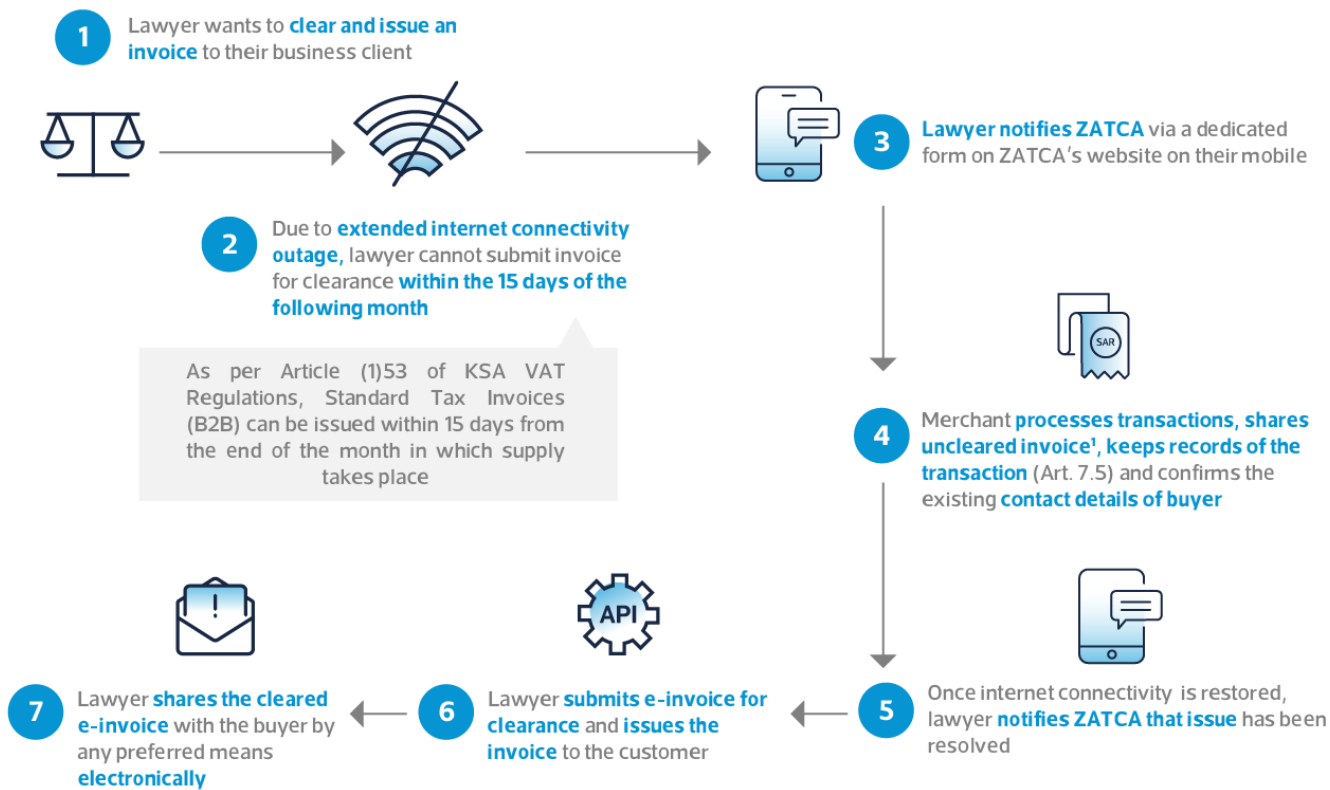 1
Lawyer wants to clear and issue an
invoice to their business client
2
Due to extended internet connectivity
outage, lawyer cannot submit invoice
for clearance within the 15 days of the
following month
As per Article (1)53 of KSA VAT
Regulations, Standard Tax Invoices
(B2B) can be issued within 15 days from
the end of the month in which supply
takes place
3
Lawyer notifies ZATCA via a dedicated
form on ZATCA's website on their mobile
SAR
4
Merchant processes transactions, shares
uncleared invoice¹, keeps records of the
transaction (Art. 7.5) and confirms the
existing contact details of buyer
5
Once internet connectivity is restored,
lawyer notifies ZATCA that issue has been
resolved
API
6
Lawyer submits e-invoice for
clearance and issues the
invoice to the customer
!
7
Lawyer shares the cleared
e-invoice with the buyer by
any preferred means
electronically